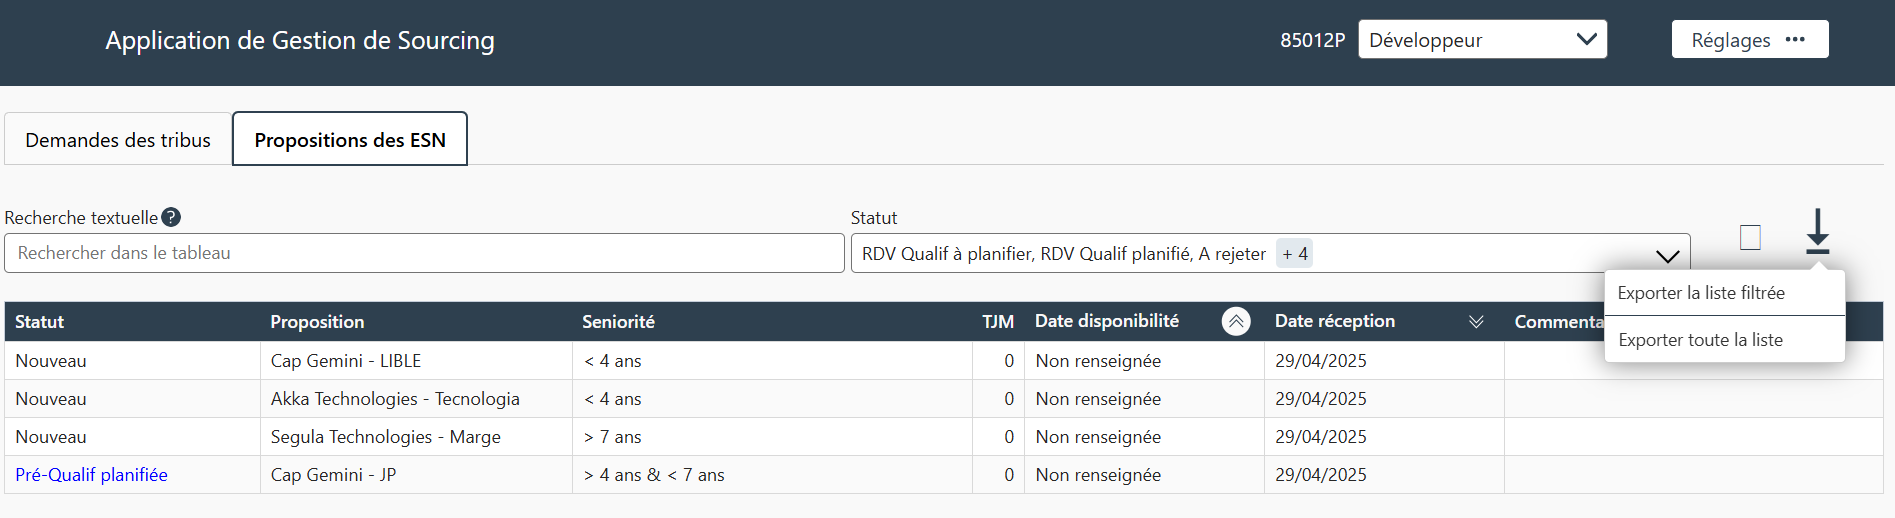 Application de Gestion de Sourcing
85012P
Développeur
Réglages ...
Demandes des tribus
Propositions des ESN
Recherche textuelle ?
Statut
Rechercher dans le tableau
RDV Qualif à planifier, RDV Qualif planifié, A rejeter + 4
Exporter la liste filtrée
Exporter toute la liste
Statut Proposition Seniorité TJM Date disponibilité Date réception Commenta
Nouveau Cap Gemini - LIBLE < 4 ans 0 Non renseignée 29/04/2025
Nouveau Akka Technologies - Tecnologia < 4 ans 0 Non renseignée 29/04/2025
Nouveau Segula Technologies - Marge > 7 ans 0 Non renseignée 29/04/2025
Pré-Qualif planifiée Cap Gemini - JP > 4 ans & < 7 ans 0 Non renseignée 29/04/2025